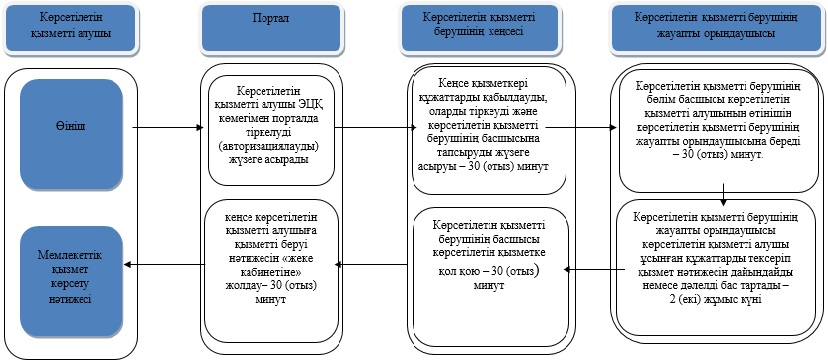 Көрсетілетін
қызметті алушы
Портал
Көрсетілетін қызметті
берушінің кеңсесі
Көрсетілетін қызметті берушінің
жауапты орындаушысы
Өтініш
Көрсетілетін
қызметті алушы ЭЦҚ
көмегімен порталда
тіркелуді
(авторизациялауды)
жүзеге асырады
Кеңсе қызметкері
құжаттарды қабылдауды,
оларды тіркеуді және
көрсетілетін қызметті
берушінің басшысына
тапсыруды жүзеге
асыруы – 30 (отыз) минут
Көрсетілетін қызметті берушінің
бөлім басшысы көрсетілетін
қызметті алушының өтінішін
көрсетілетін қызметті берушінің
жауапты орындаушысына береді
– 30 (отыз) минут.
Мемлекеттік
қызмет
көрсету
нәтижесі
кеңсе көрсетілетін
қызметті алушыға
қызметті беруі
нәтижесін «жеке
кабинетіне»
жолдау– 30 (отыз)
минут
Көрсетілетін қызметті
берушінің басшысы
көрсетілетін қызметке
қол қою – 30 (отыз)
минут
Көрсетілетін қызметті берушінің
жауапты орындаушысы
көрсетілетін қызметті алушы
ұсынған құжаттарды тексеріп
қызмет нәтижесін дайындайды
немесе дәлелді бас тартады –
2 (екі) жұмыс күні